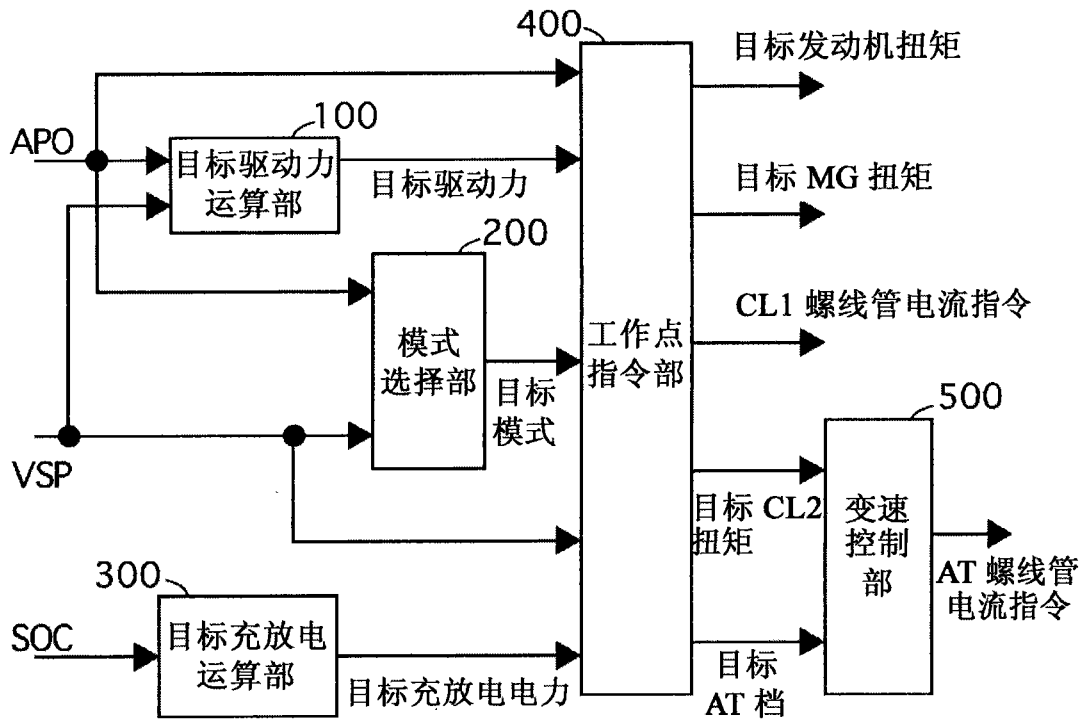 400
目标发动机扭矩
APO
100
目标驱动力
运算部
目标驱动力
目标 MG 扭矩
200
模式
选择部
目标
模式
工作点
指令部
CL1 螺线管电流指令
VSP
500
目标 CL2
扭矩
变速
控制
部
AT 螺线管
电流指令
300
SOC
目标充放电
运算部
目标充放电电力
目标
AT 档